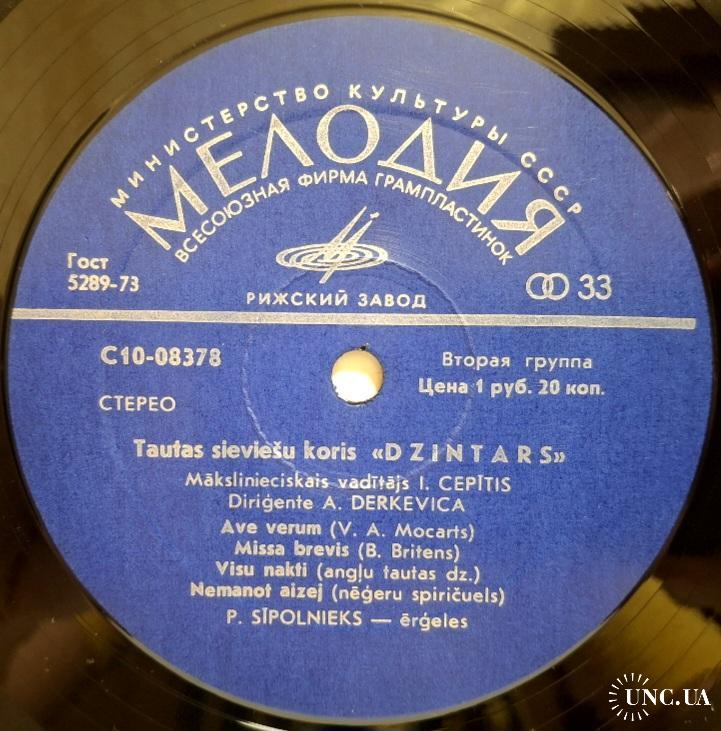 МИНИСТЕРСТВО КУЛЬТУРЫ СССР
МЕЛОДИЯ
ВСЕСОЮЗНАЯ ФИРМА ГРАМПЛАСТИНОК
Гост
5289-73
РИЖСКИЙ ЗАВОД
33
С10-08378
СТЕРЕО
Вторая группа
Цена 1 руб. 20 коп.
Tautas sieviešu koris «DZINTARS»
Mākslinieciskais vadītājs I. CEPĪTIS
Diriģente A. DERKEVICA
Ave verum (V. A. Mocarts)
Missa brevis (B. Britens)
Visu nakti (angļu tautas dz.)
Nemanot aizej (nēģeru spiričuels)
P. SĪPOLNIEKS — ērģeles
UNC.UA